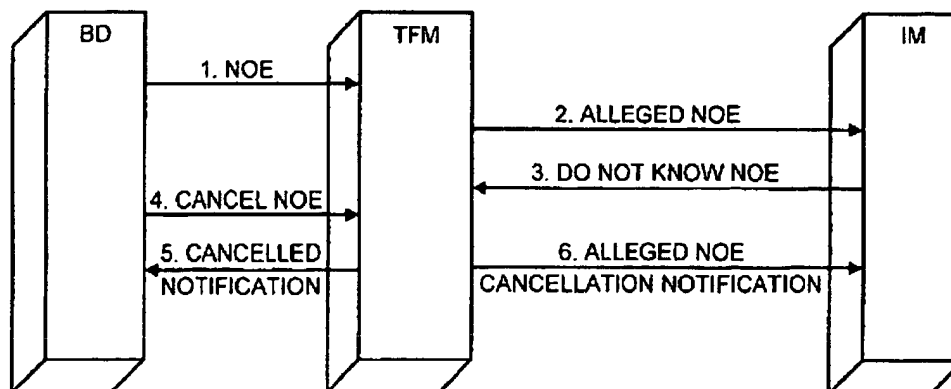 BD
TFM
IM
1. NOE
2. ALLEGED NOE
3. DO NOT KNOW NOE
4. CANCEL NOE
5. CANCELLED
NOTIFICATION
6. ALLEGED NOE
CANCELLATION NOTIFICATION